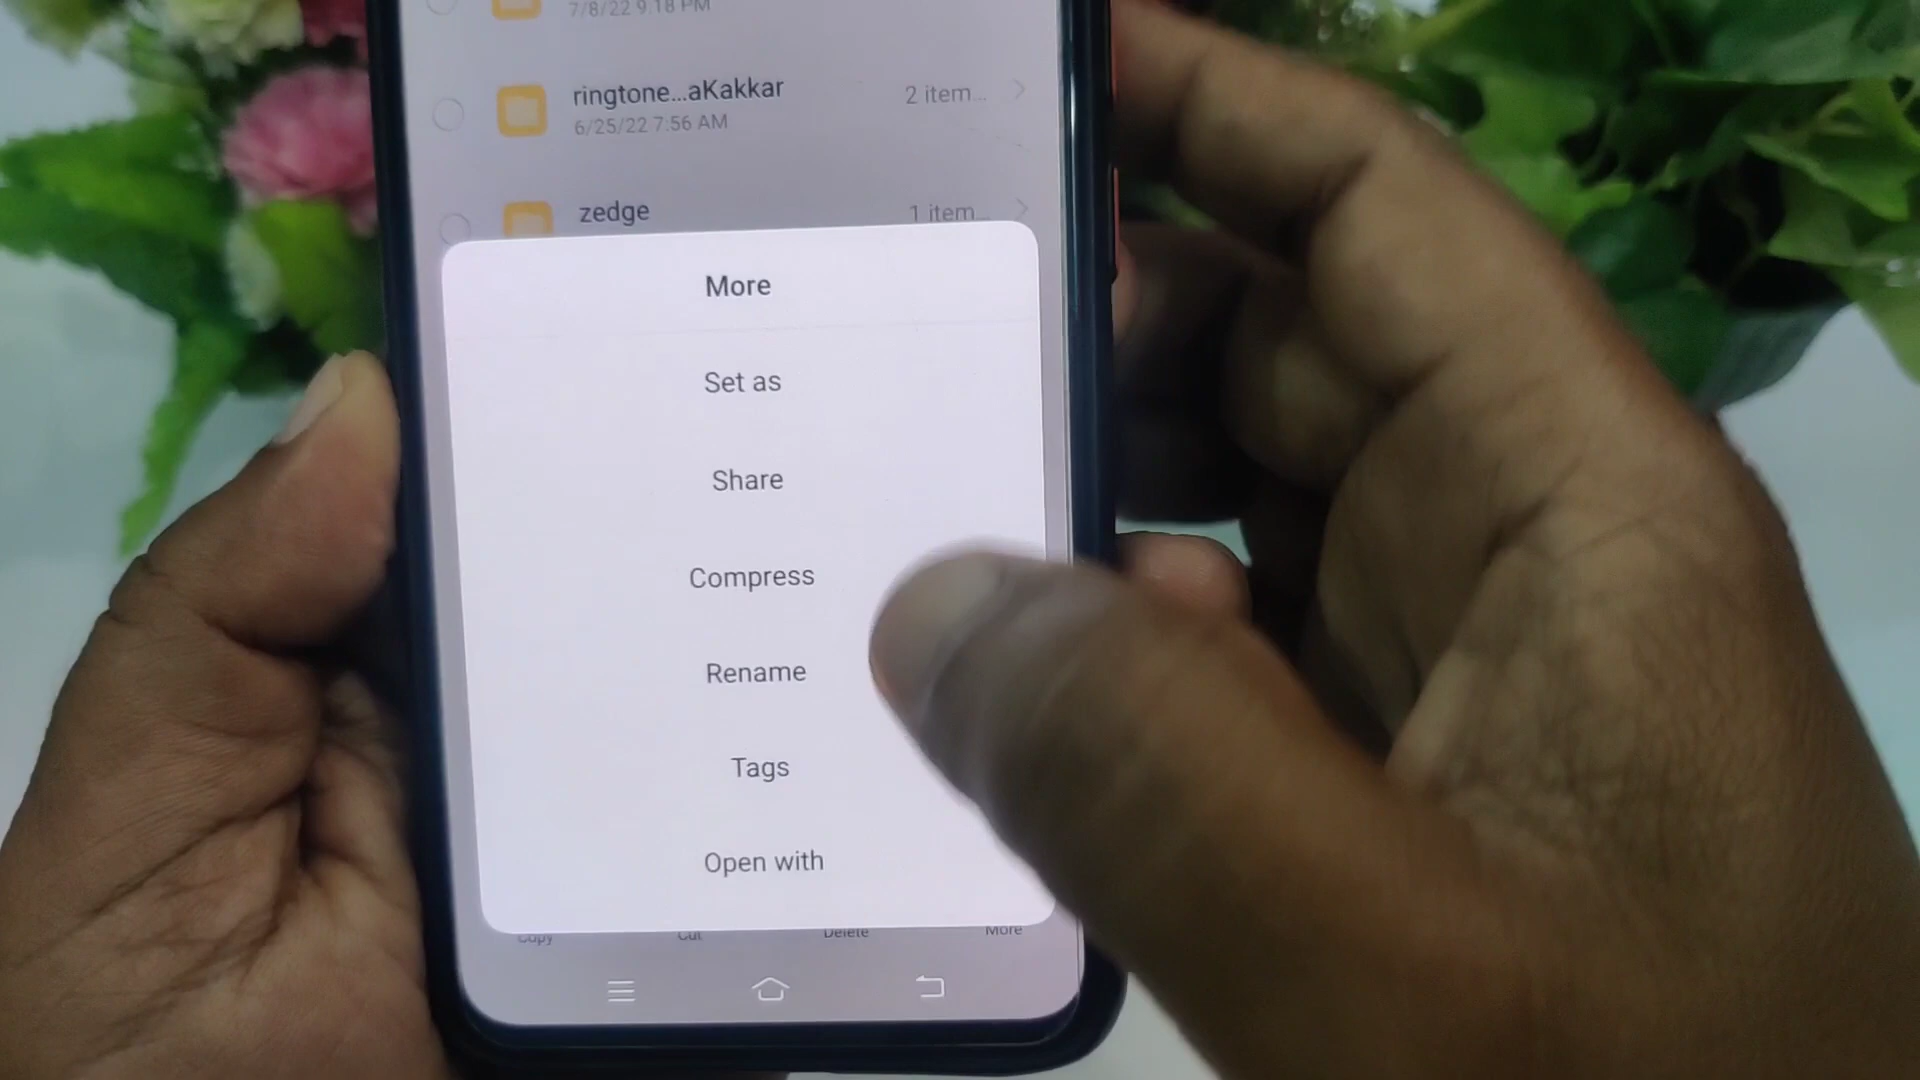 7/8/22 9:18 PM
ringtone...aKakkar
2 item...
6/25/22 7:56 AM
zedge
1 item...
More
Set as
Share
Compress
Rename
Tags
Open with
Copy
Cut
Delete
More